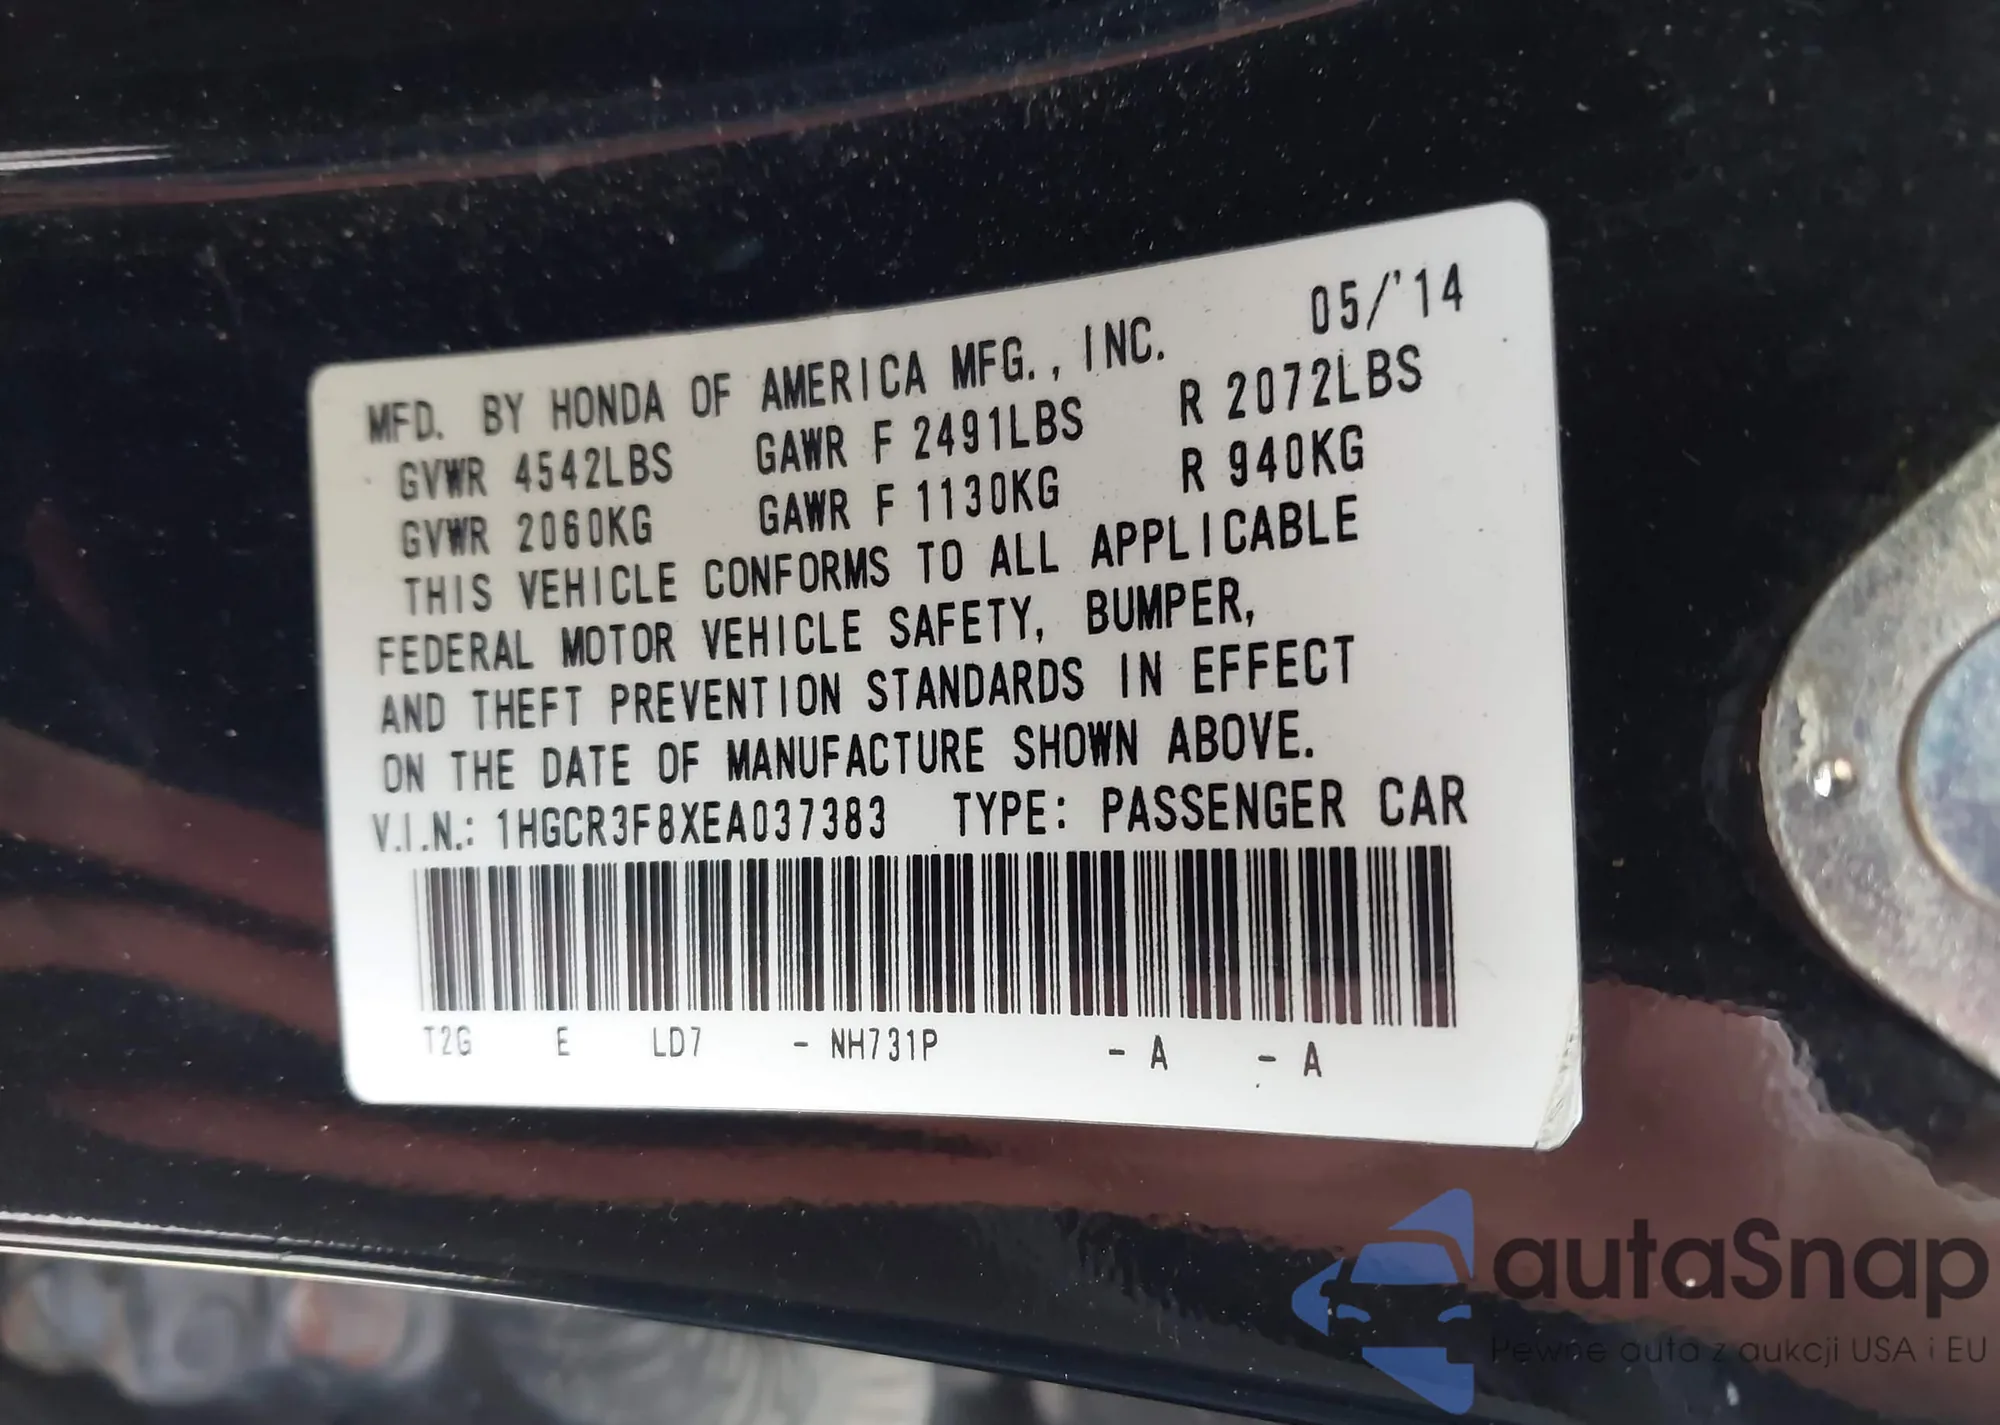 MFD. BY HONDA OF AMERICA MFG., INC. 05/'14
GVWR 4542LBS GAWR F 2491LBS R 2072LBS
GVWR 2060KG GAWR F 1130KG R 940KG
THIS VEHICLE CONFORMS TO ALL APPLICABLE
FEDERAL MOTOR VEHICLE SAFETY, BUMPER,
AND THEFT PREVENTION STANDARDS IN EFFECT
ON THE DATE OF MANUFACTURE SHOWN ABOVE.
V.I.N.: 1HGCR3F8XEA037383 TYPE: PASSENGER CAR
T2G E LD7 - NH731P - A - A
autaSnap
Pewne auta z aukcji USA i EU